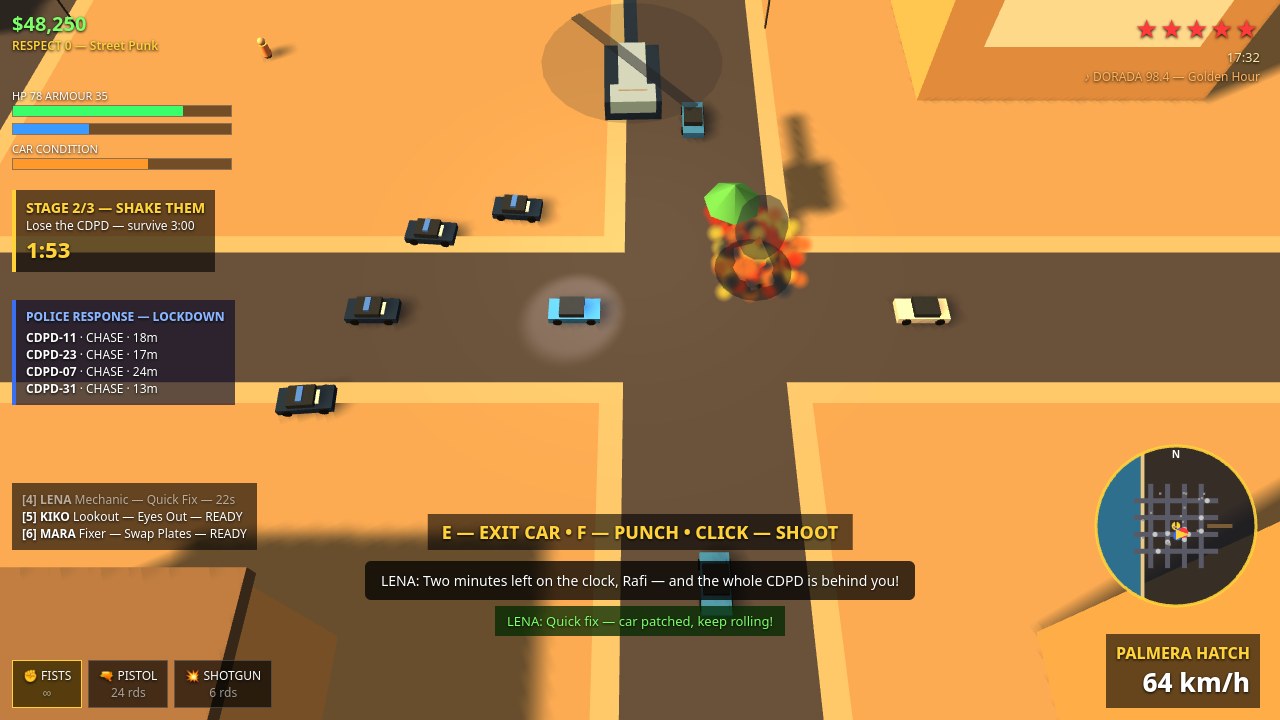 $48,250
RESPECT 0 — Street Punk
HP 78 ARMOUR 35
CAR CONDITION
STAGE 2/3 — SHAKE THEM
Lose the CDPD — survive 3:00
1:53
POLICE RESPONSE — LOCKDOWN
CDPD-11 · CHASE · 18m
CDPD-23 · CHASE · 17m
CDPD-07 · CHASE · 24m
CDPD-31 · CHASE · 13m
[4] LENA Mechanic — Quick Fix — 22s
[5] KIKO Lookout — Eyes Out — READY
[6] MARA Fixer — Swap Plates — READY
✊ FISTS
∞
🔫 PISTOL
24 rds
💥 SHOTGUN
6 rds
E — EXIT CAR • F — PUNCH • CLICK — SHOOT
LENA: Two minutes left on the clock, Rafi — and the whole CDPD is behind you!
LENA: Quick fix — car patched, keep rolling!
★ ★ ★ ★ ★
17:32
♪ DORADA 98.4 — Golden Hour
N
PALMERA HATCH
64 km/h